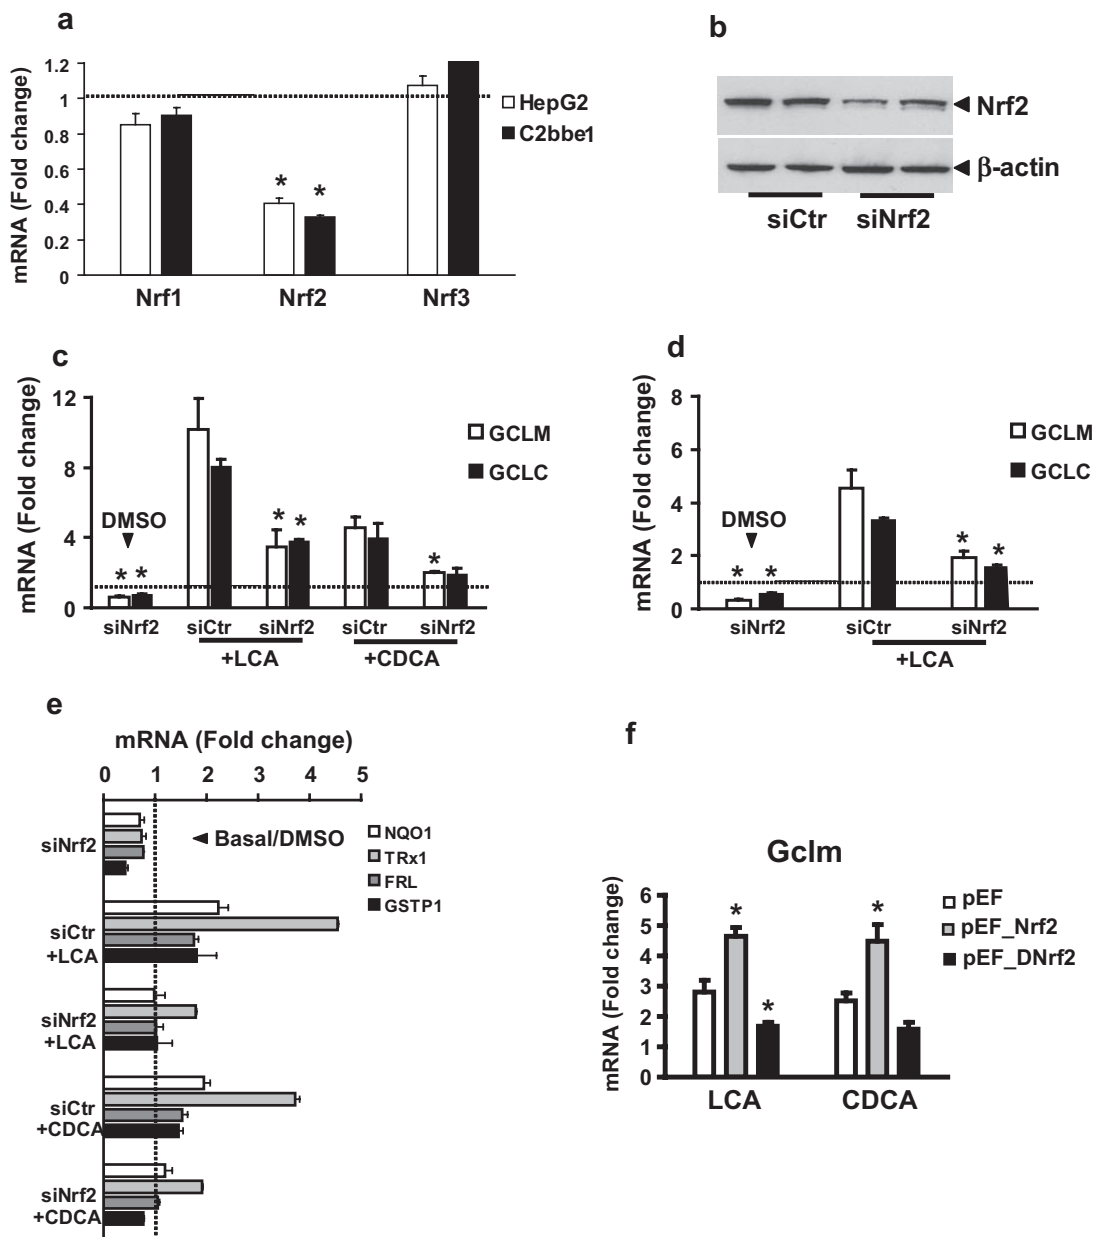 a
mRNA (Fold change)
1.2
1
0.8
0.6
0.4
0.2
0
*
*
HepG2
C2bbe1
Nrf1
Nrf2
Nrf3
b
Nrf2
β-actin
siCtr
siNrf2
c
mRNA (Fold change)
12
8
4
0
DMSO
* *
* *
*
GCLM
GCLC
siNrf2
siCtr
siNrf2
siCtr
siNrf2
+LCA
+CDCA
d
mRNA (Fold change)
8
6
4
2
0
DMSO
* *
* *
GCLM
GCLC
siNrf2
siCtr
siNrf2
+LCA
e
mRNA (Fold change)
0 1 2 3 4 5
siNrf2
Basal/DMSO
NQO1
TRx1
FRL
GSTP1
siCtr
+LCA
siNrf2
+LCA
siCtr
+CDCA
siNrf2
+CDCA
f
Gclm
mRNA (Fold change)
6
5
4
3
2
1
0
*
*
*
pEF
pEF_Nrf2
pEF_DNrf2
LCA
CDCA